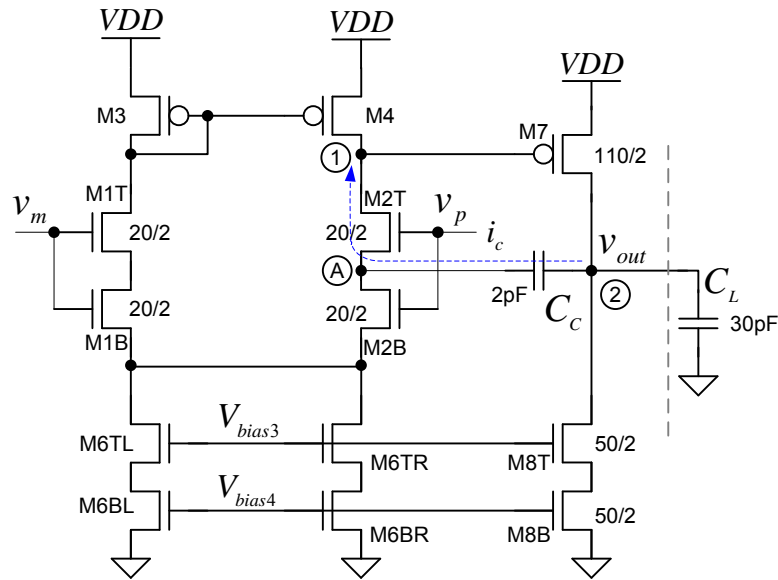 VDD
VDD
VDD
M3
M4
M7
110/2
1
M1T
M2T
v_m
v_p
i_c
20/2
20/2
v_out
A
C_L
2pF
2
20/2
20/2
C_C
30pF
M1B
M2B
V_bias3
M6TL
M6TR
M8T
50/2
V_bias4
M6BL
M6BR
M8B
50/2